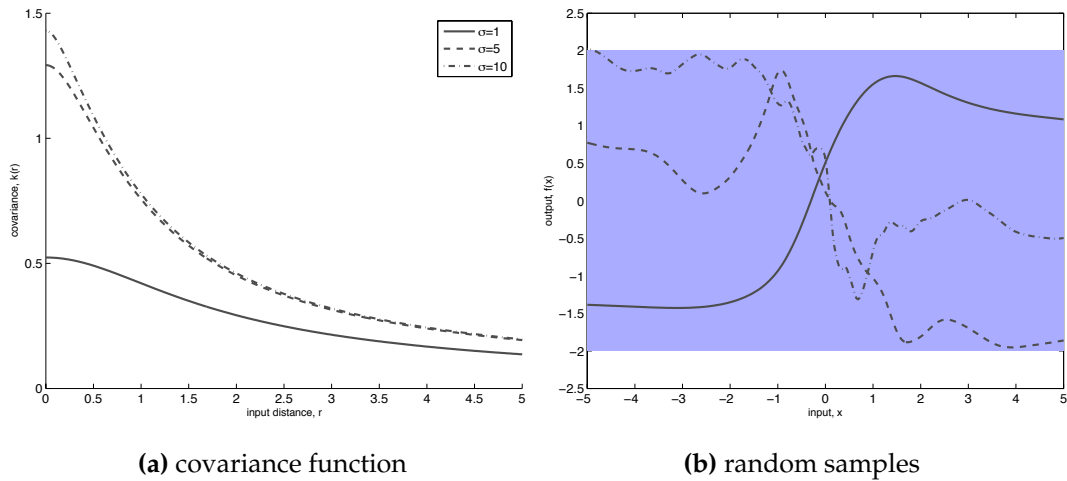 1.5
1
0.5
0
covariance, k(r)
0 0.5 1 1.5 2 2.5 3 3.5 4 4.5 5
input distance, r
σ=1
σ=5
σ=10
(a) covariance function
2.5
2
1.5
1
0.5
0
−0.5
−1
−1.5
−2
−2.5
output, f(x)
−5 −4 −3 −2 −1 0 1 2 3 4 5
input, x
(b) random samples